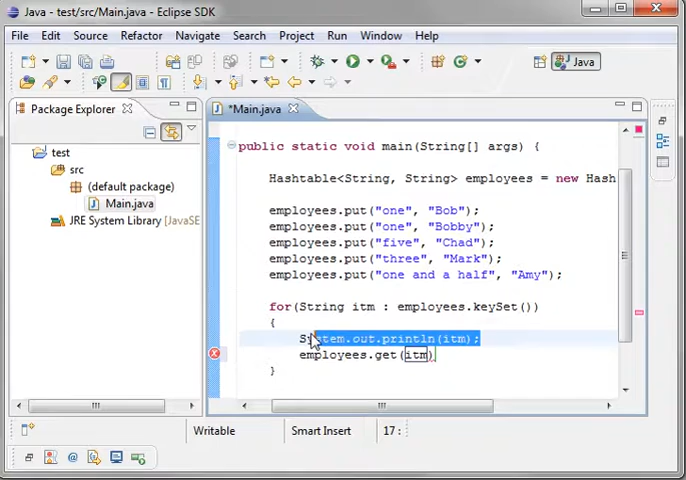 Java - test/src/Main.java - Eclipse SDK
File Edit Source Refactor Navigate Search Project Run Window Help
Java
Package Explorer
*Main.java
test
src
(default package)
Main.java
JRE System Library [JavaSE
public static void main(String[] args) {
Hashtable<String, String> employees = new Hash
employees.put("one", "Bob");
employees.put("one", "Bobby");
employees.put("five", "Chad");
employees.put("three", "Mark");
employees.put("one and a half", "Amy");
for(String itm : employees.keySet())
{
System.out.println(itm);
employees.get(itm)
}
Writable Smart Insert 17 :